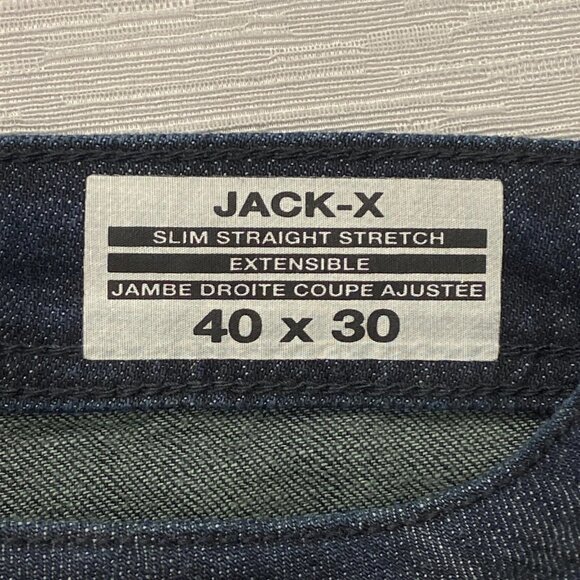 JACK-X
SLIM STRAIGHT STRETCH
EXTENSIBLE
JAMBE DROITE COUPE AJUSTÉE
40 x 30